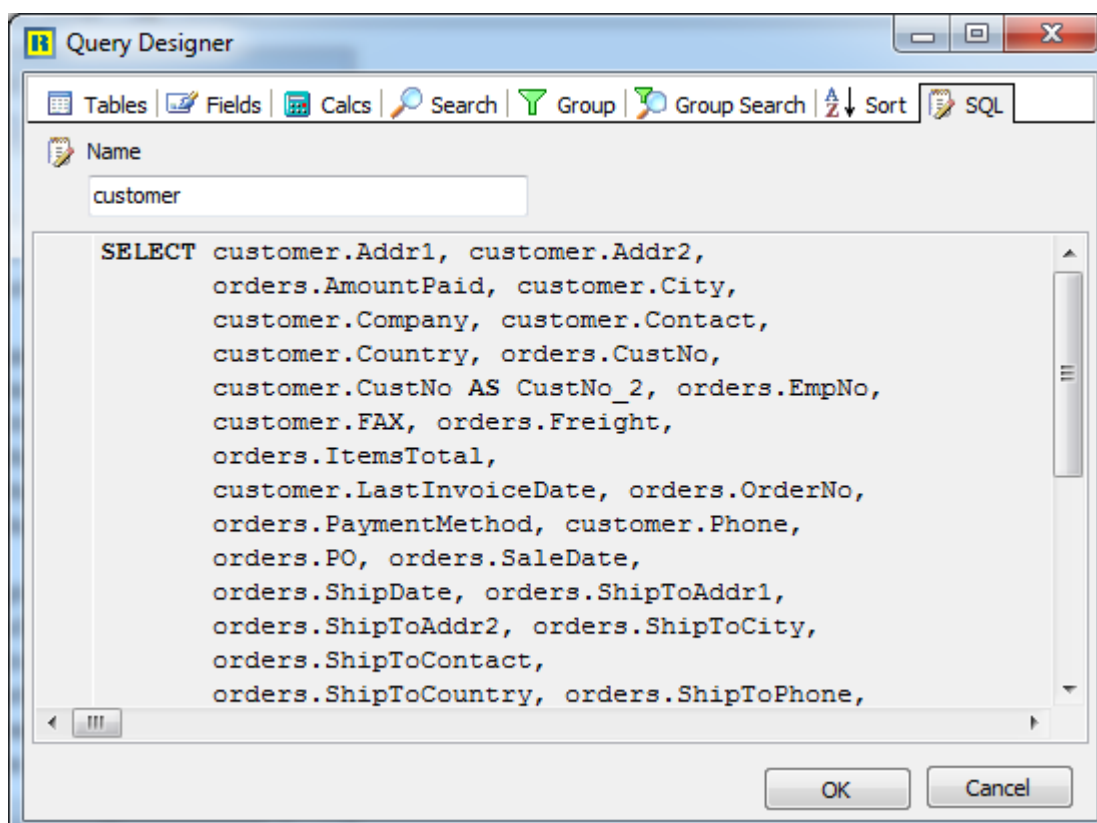 Query Designer
Tables Fields Calcs Search Group Group Search Sort SQL
Name
customer
SELECT customer.Addr1, customer.Addr2,
orders.AmountPaid, customer.City,
customer.Company, customer.Contact,
customer.Country, orders.CustNo,
customer.CustNo AS CustNo_2, orders.EmpNo,
customer.FAX, orders.Freight,
orders.ItemsTotal,
customer.LastInvoiceDate, orders.OrderNo,
orders.PaymentMethod, customer.Phone,
orders.PO, orders.SaleDate,
orders.ShipDate, orders.ShipToAddr1,
orders.ShipToAddr2, orders.ShipToCity,
orders.ShipToContact,
orders.ShipToCountry, orders.ShipToPhone,
OK Cancel